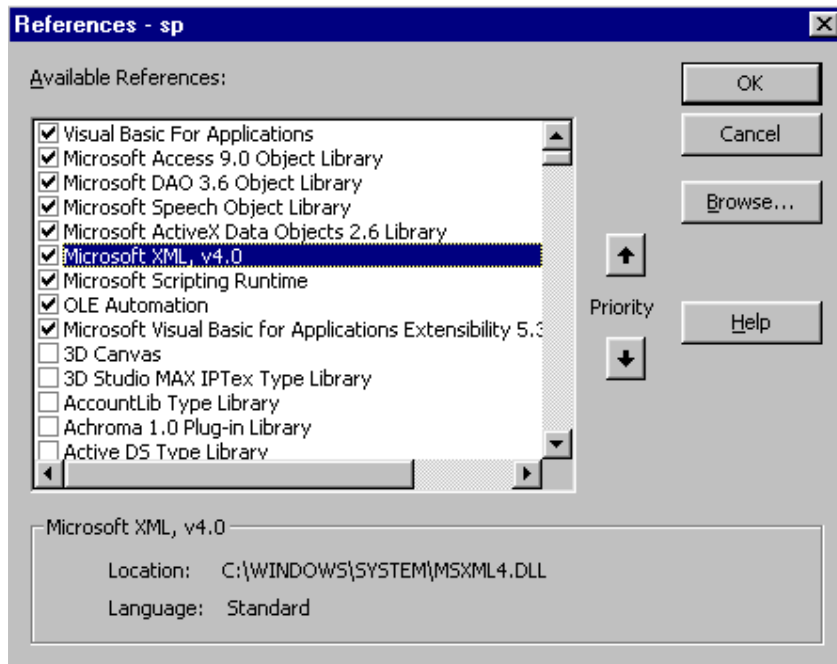 References - sp
Available References:
Visual Basic For Applications
Microsoft Access 9.0 Object Library
Microsoft DAO 3.6 Object Library
Microsoft Speech Object Library
Microsoft ActiveX Data Objects 2.6 Library
Microsoft XML, v4.0
Microsoft Scripting Runtime
OLE Automation
Microsoft Visual Basic for Applications Extensibility 5.3
3D Canvas
3D Studio MAX IPTex Type Library
AccountLib Type Library
Achroma 1.0 Plug-in Library
Active DS Type Library
OK
Cancel
Browse...
Priority
Help
Microsoft XML, v4.0
Location: C:\WINDOWS\SYSTEM\MSXML4.DLL
Language: Standard